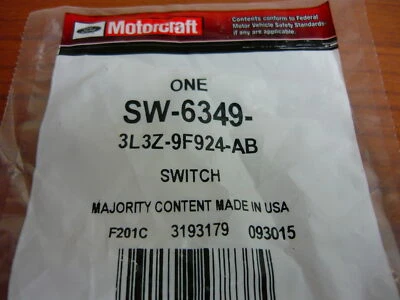 Ford
Motorcraft
Contents conform to Federal
Motor Vehicle Safety Standards
if any are applicable.
ONE
SW-6349-
3L3Z-9F924-AB
SWITCH
MAJORITY CONTENT MADE IN USA
F201C 3193179 093015